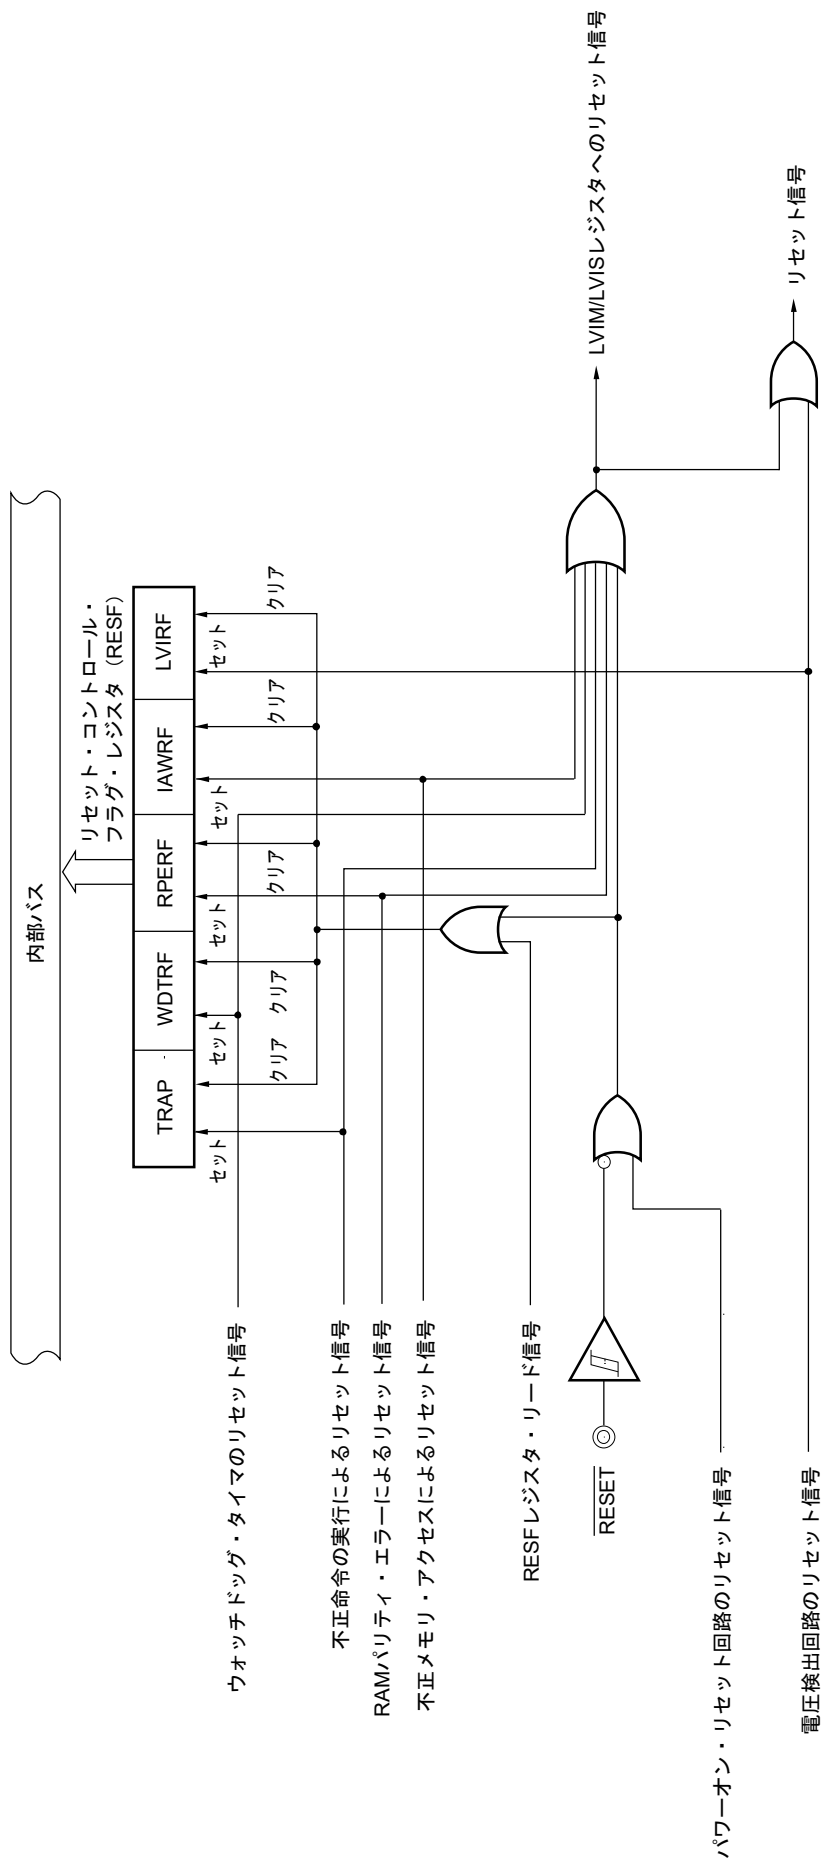 内部バス
リセット・コントロール・
フラグ・レジスタ（RESF）
TRAP
WDTRF
RPERF
IAWRF
LVIRF
セット
クリア
セット
クリア
セット
クリア
セット
クリア
セット
クリア
ウォッチドッグ・タイマのリセット信号
不正命令の実行によるリセット信号
RAMパリティ・エラーによるリセット信号
不正メモリ・アクセスによるリセット信号
RESFレジスタ・リード信号
RESET
パワーオン・リセット回路のリセット信号
電圧検出回路のリセット信号
LVIM/LVISレジスタへのリセット信号
リセット信号